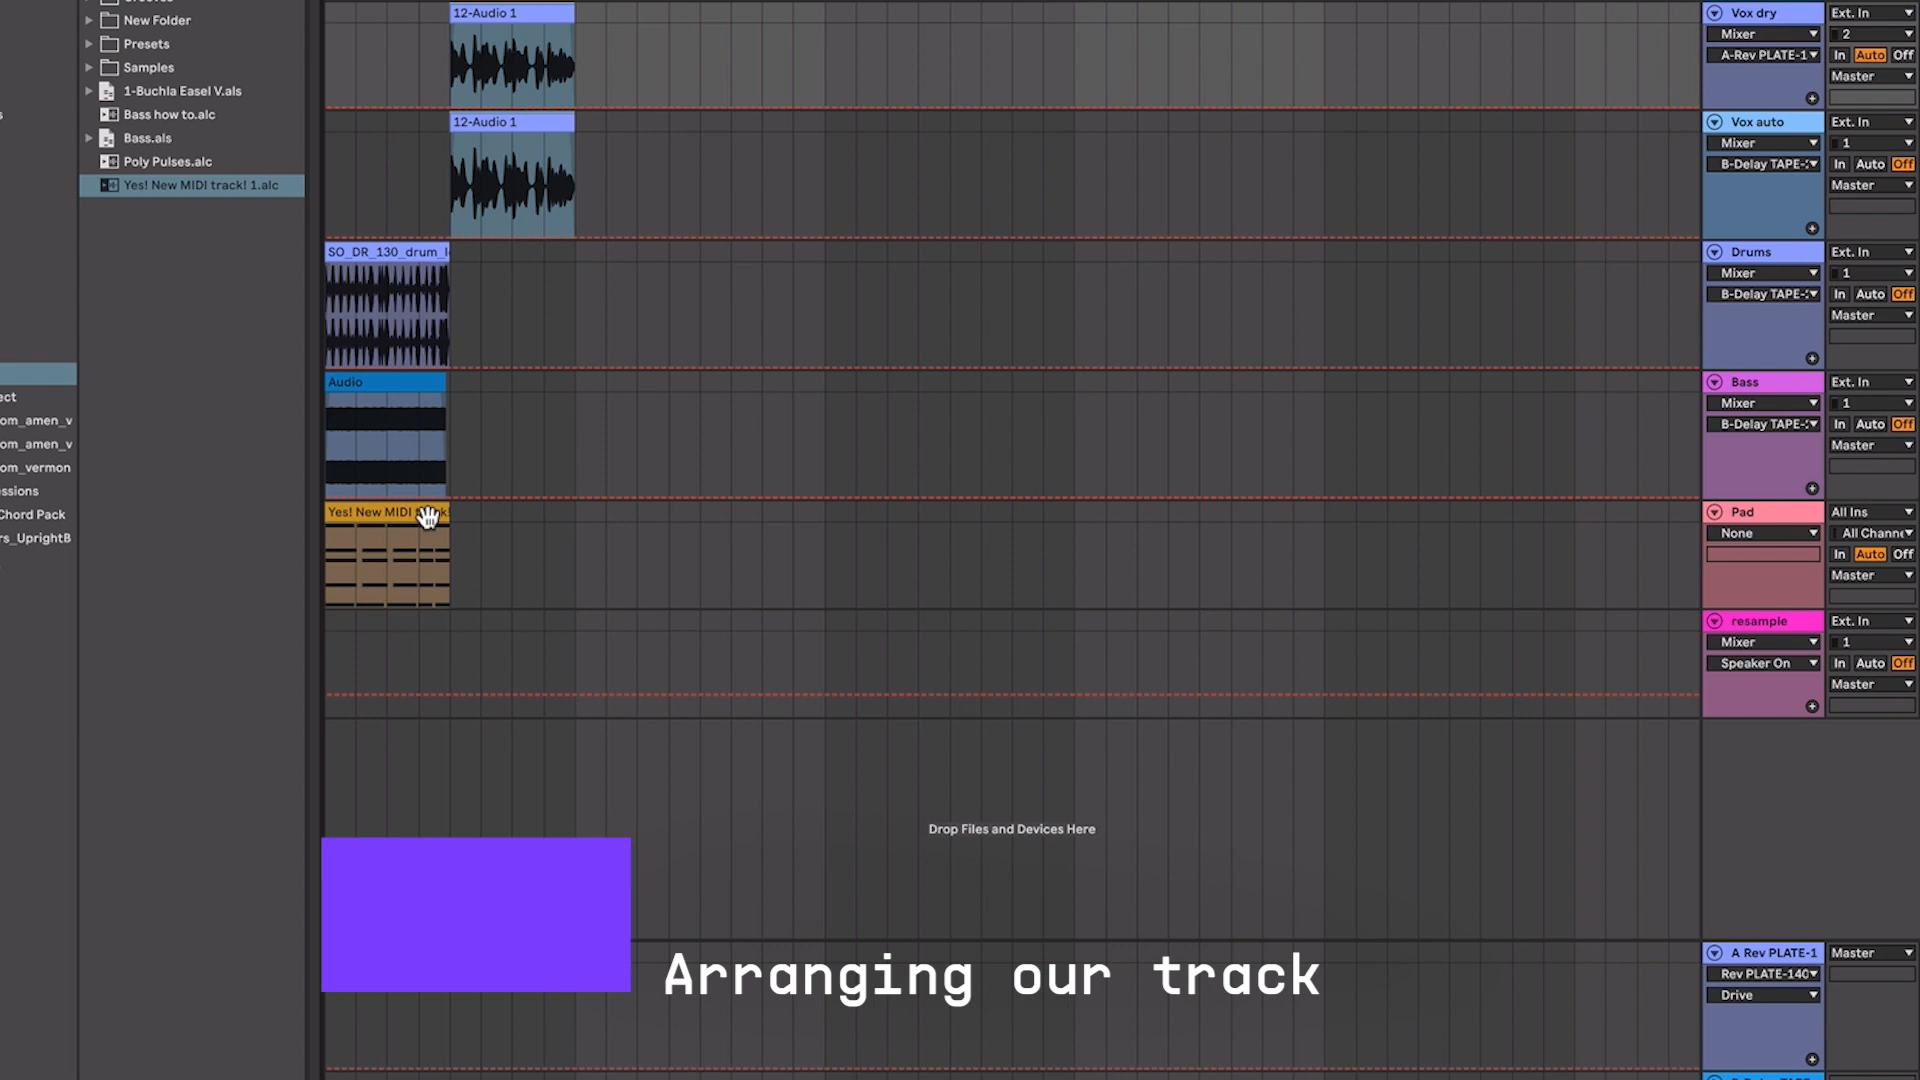 Grooves
New Folder
Presets
Samples
1-Buchla Easel V.als
Bass how to.alc
Bass.als
Poly Pulses.alc
Yes! New MIDI track! 1.alc
s
ect
om_amen_v
om_amen_v
om_vermon
essions
Chord Pack
rs_UprightB
12-Audio 1
12-Audio 1
SO_DR_130_drum_l
Audio
Yes! New MIDI track!
Drop Files and Devices Here
Arranging our track
Vox dry
Ext. In
Mixer
2
A-Rev PLATE-1
In Auto Off
Master
Vox auto
Ext. In
Mixer
1
B-Delay TAPE-
In Auto Off
Master
Drums
Ext. In
Mixer
1
B-Delay TAPE-
In Auto Off
Master
Bass
Ext. In
Mixer
1
B-Delay TAPE-
In Auto Off
Master
Pad
All Ins
None
All Channe
In Auto Off
Master
resample
Ext. In
Mixer
1
Speaker On
In Auto Off
Master
A Rev PLATE-1
Master
Rev PLATE-140
Drive